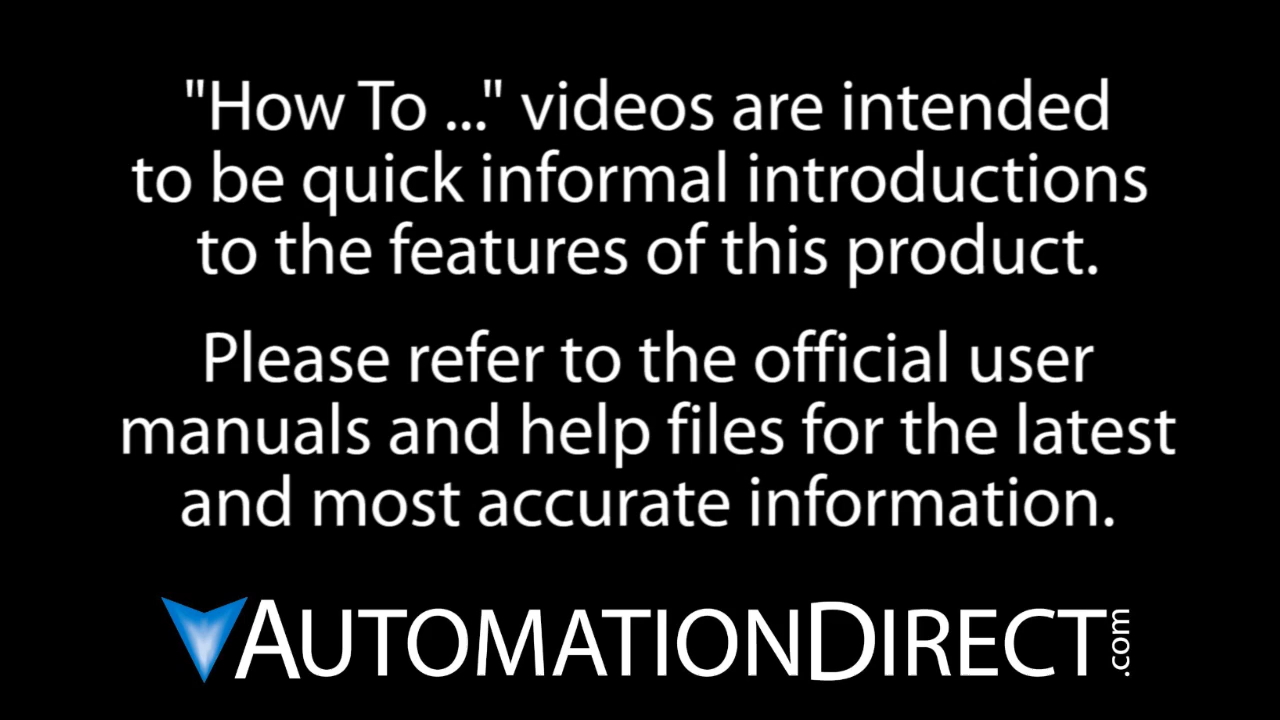 "How To ..." videos are intended
to be quick informal introductions
to the features of this product.
Please refer to the official user
manuals and help files for the latest
and most accurate information.
AUTOMATIONDIRECT.com